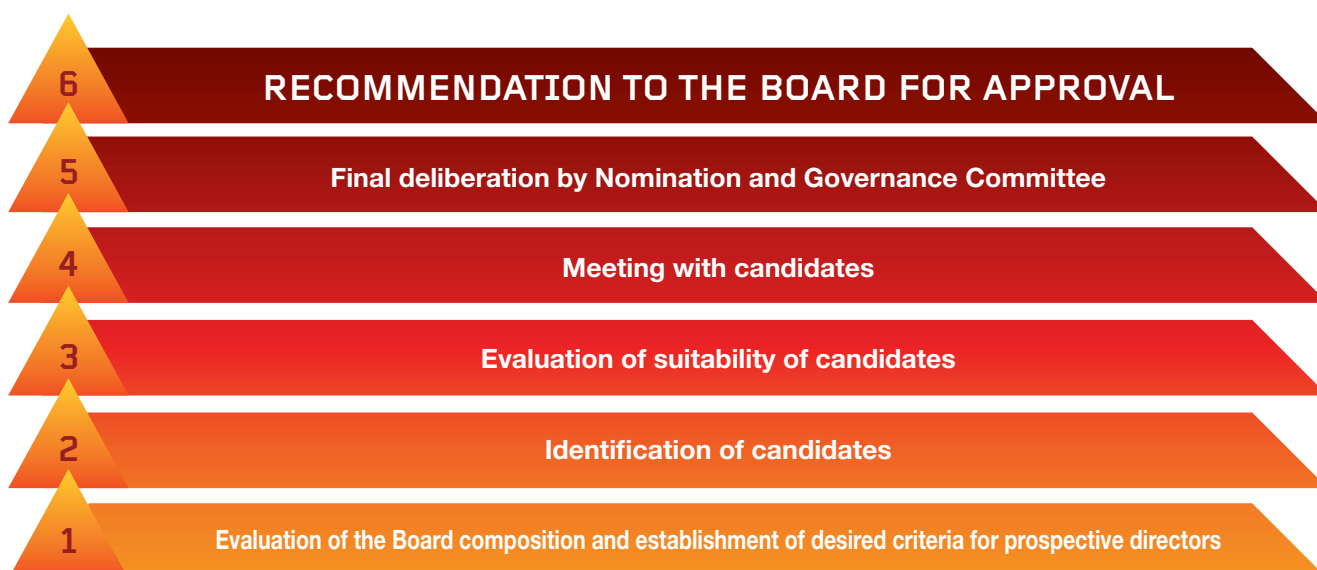 6
RECOMMENDATION TO THE BOARD FOR APPROVAL
5
Final deliberation by Nomination and Governance Committee
4
Meeting with candidates
3
Evaluation of suitability of candidates
2
Identification of candidates
1
Evaluation of the Board composition and establishment of desired criteria for prospective directors